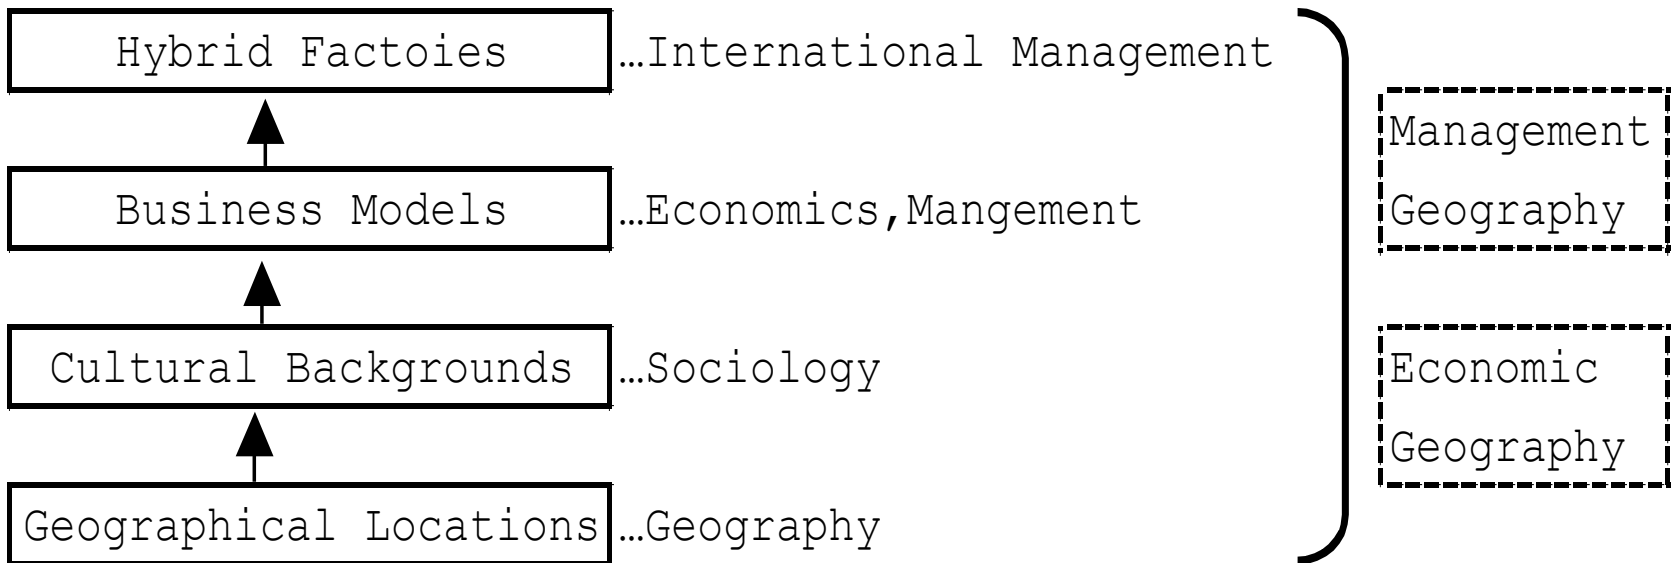 Hybrid Factoies …International Management
Management
Business Models …Economics,Mangement
Geography
Cultural Backgrounds …Sociology
Economic
Geography
Geographical Locations …Geography